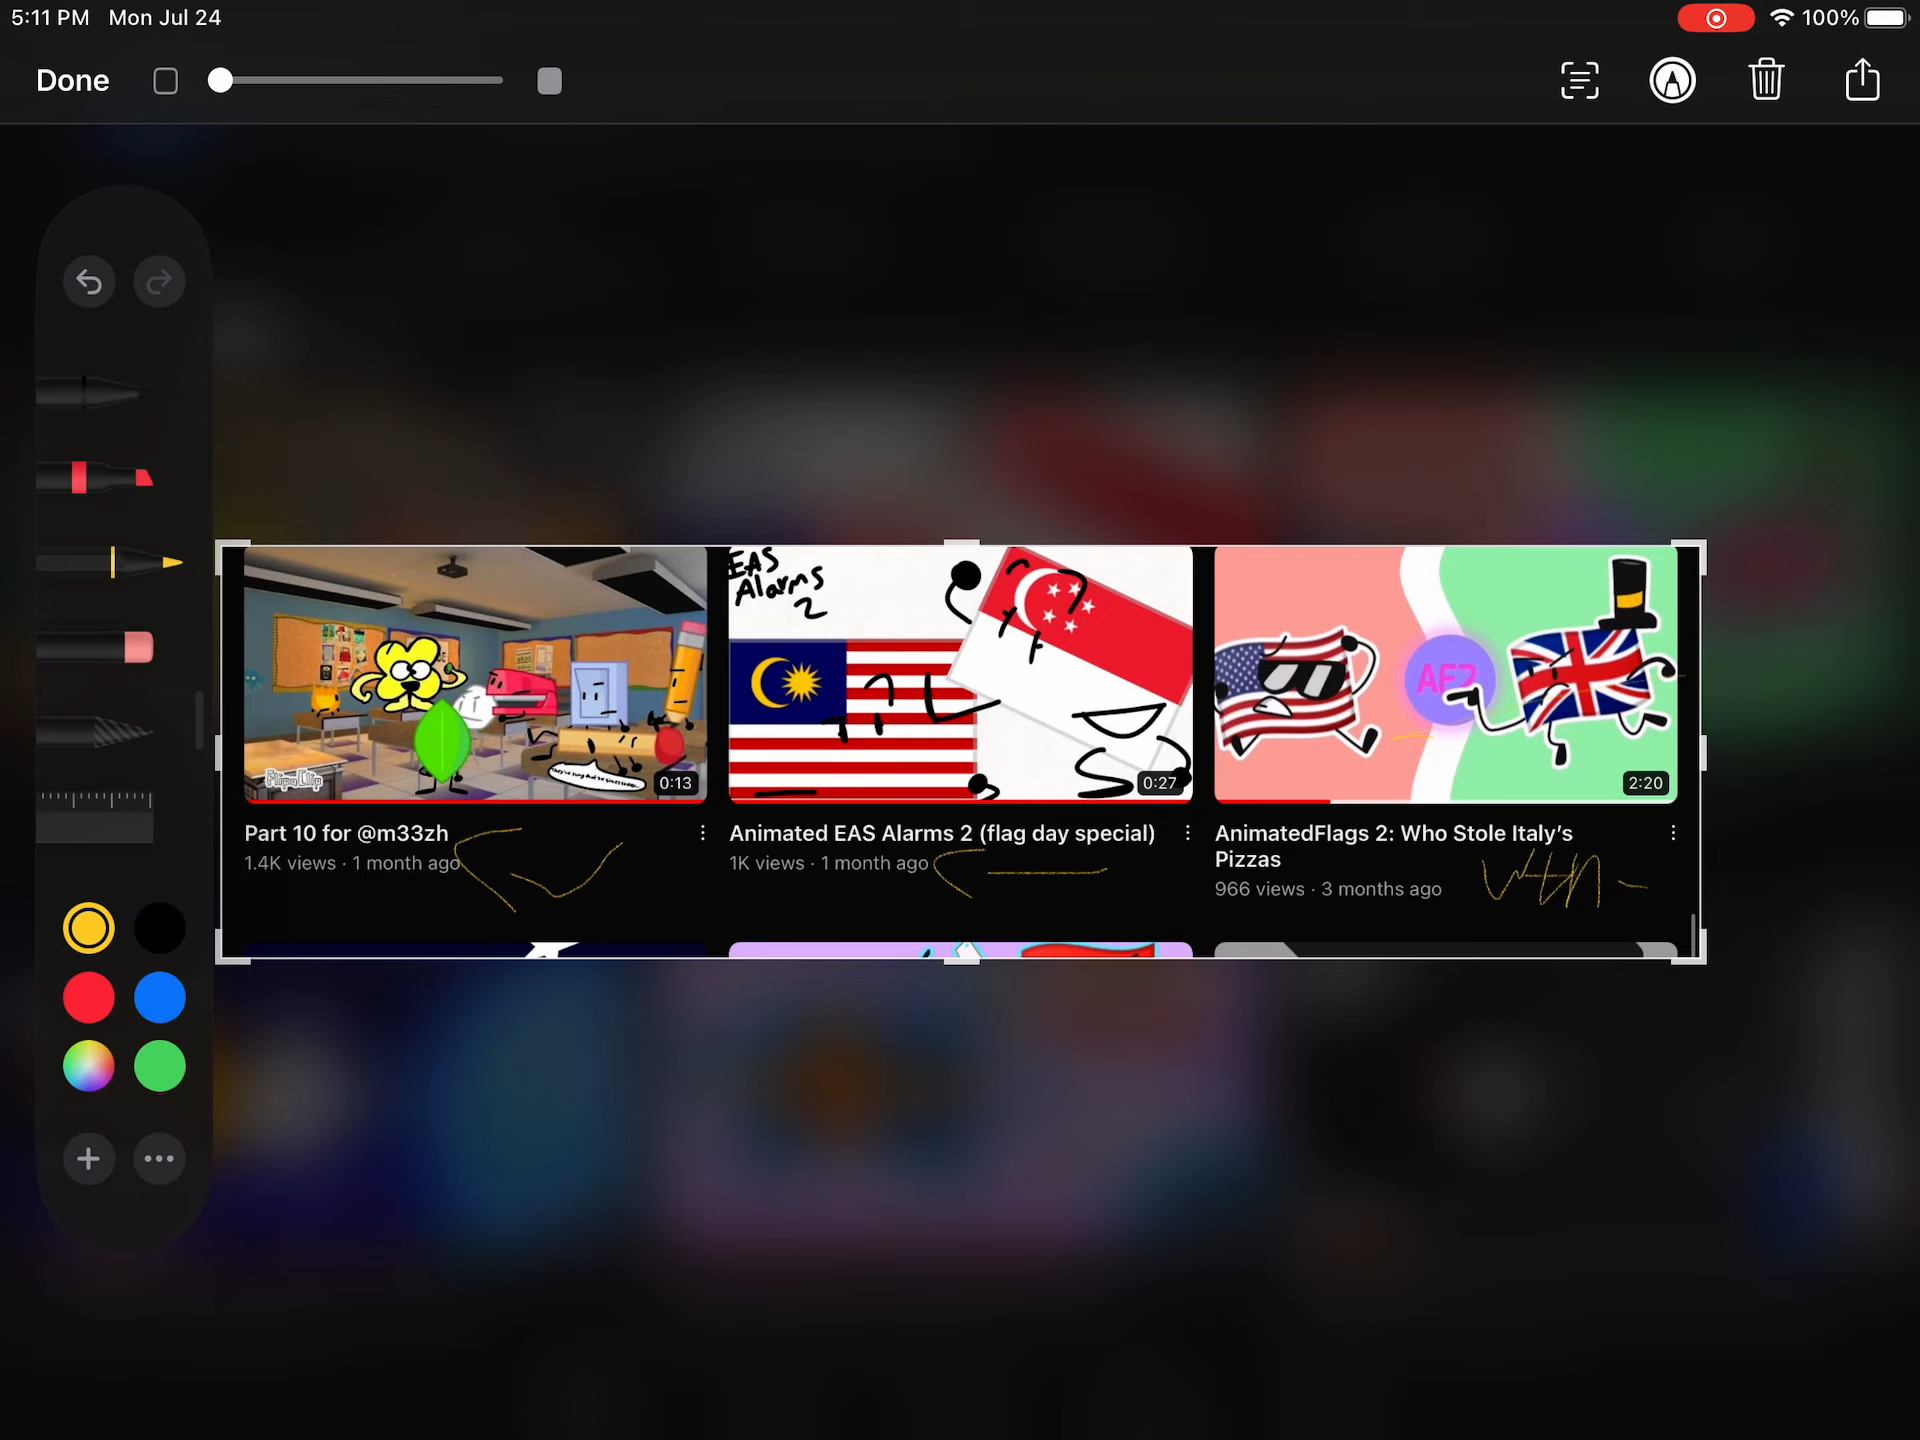 5:11 PM Mon Jul 24
100%
Done
EAS
Alarms
2
AF2
FlipaClip
0:13
0:27
2:20
Part 10 for @m33zh
1.4K views · 1 month ago
Animated EAS Alarms 2 (flag day special)
1K views · 1 month ago
AnimatedFlags 2: Who Stole Italy's
Pizzas
966 views · 3 months ago
wth